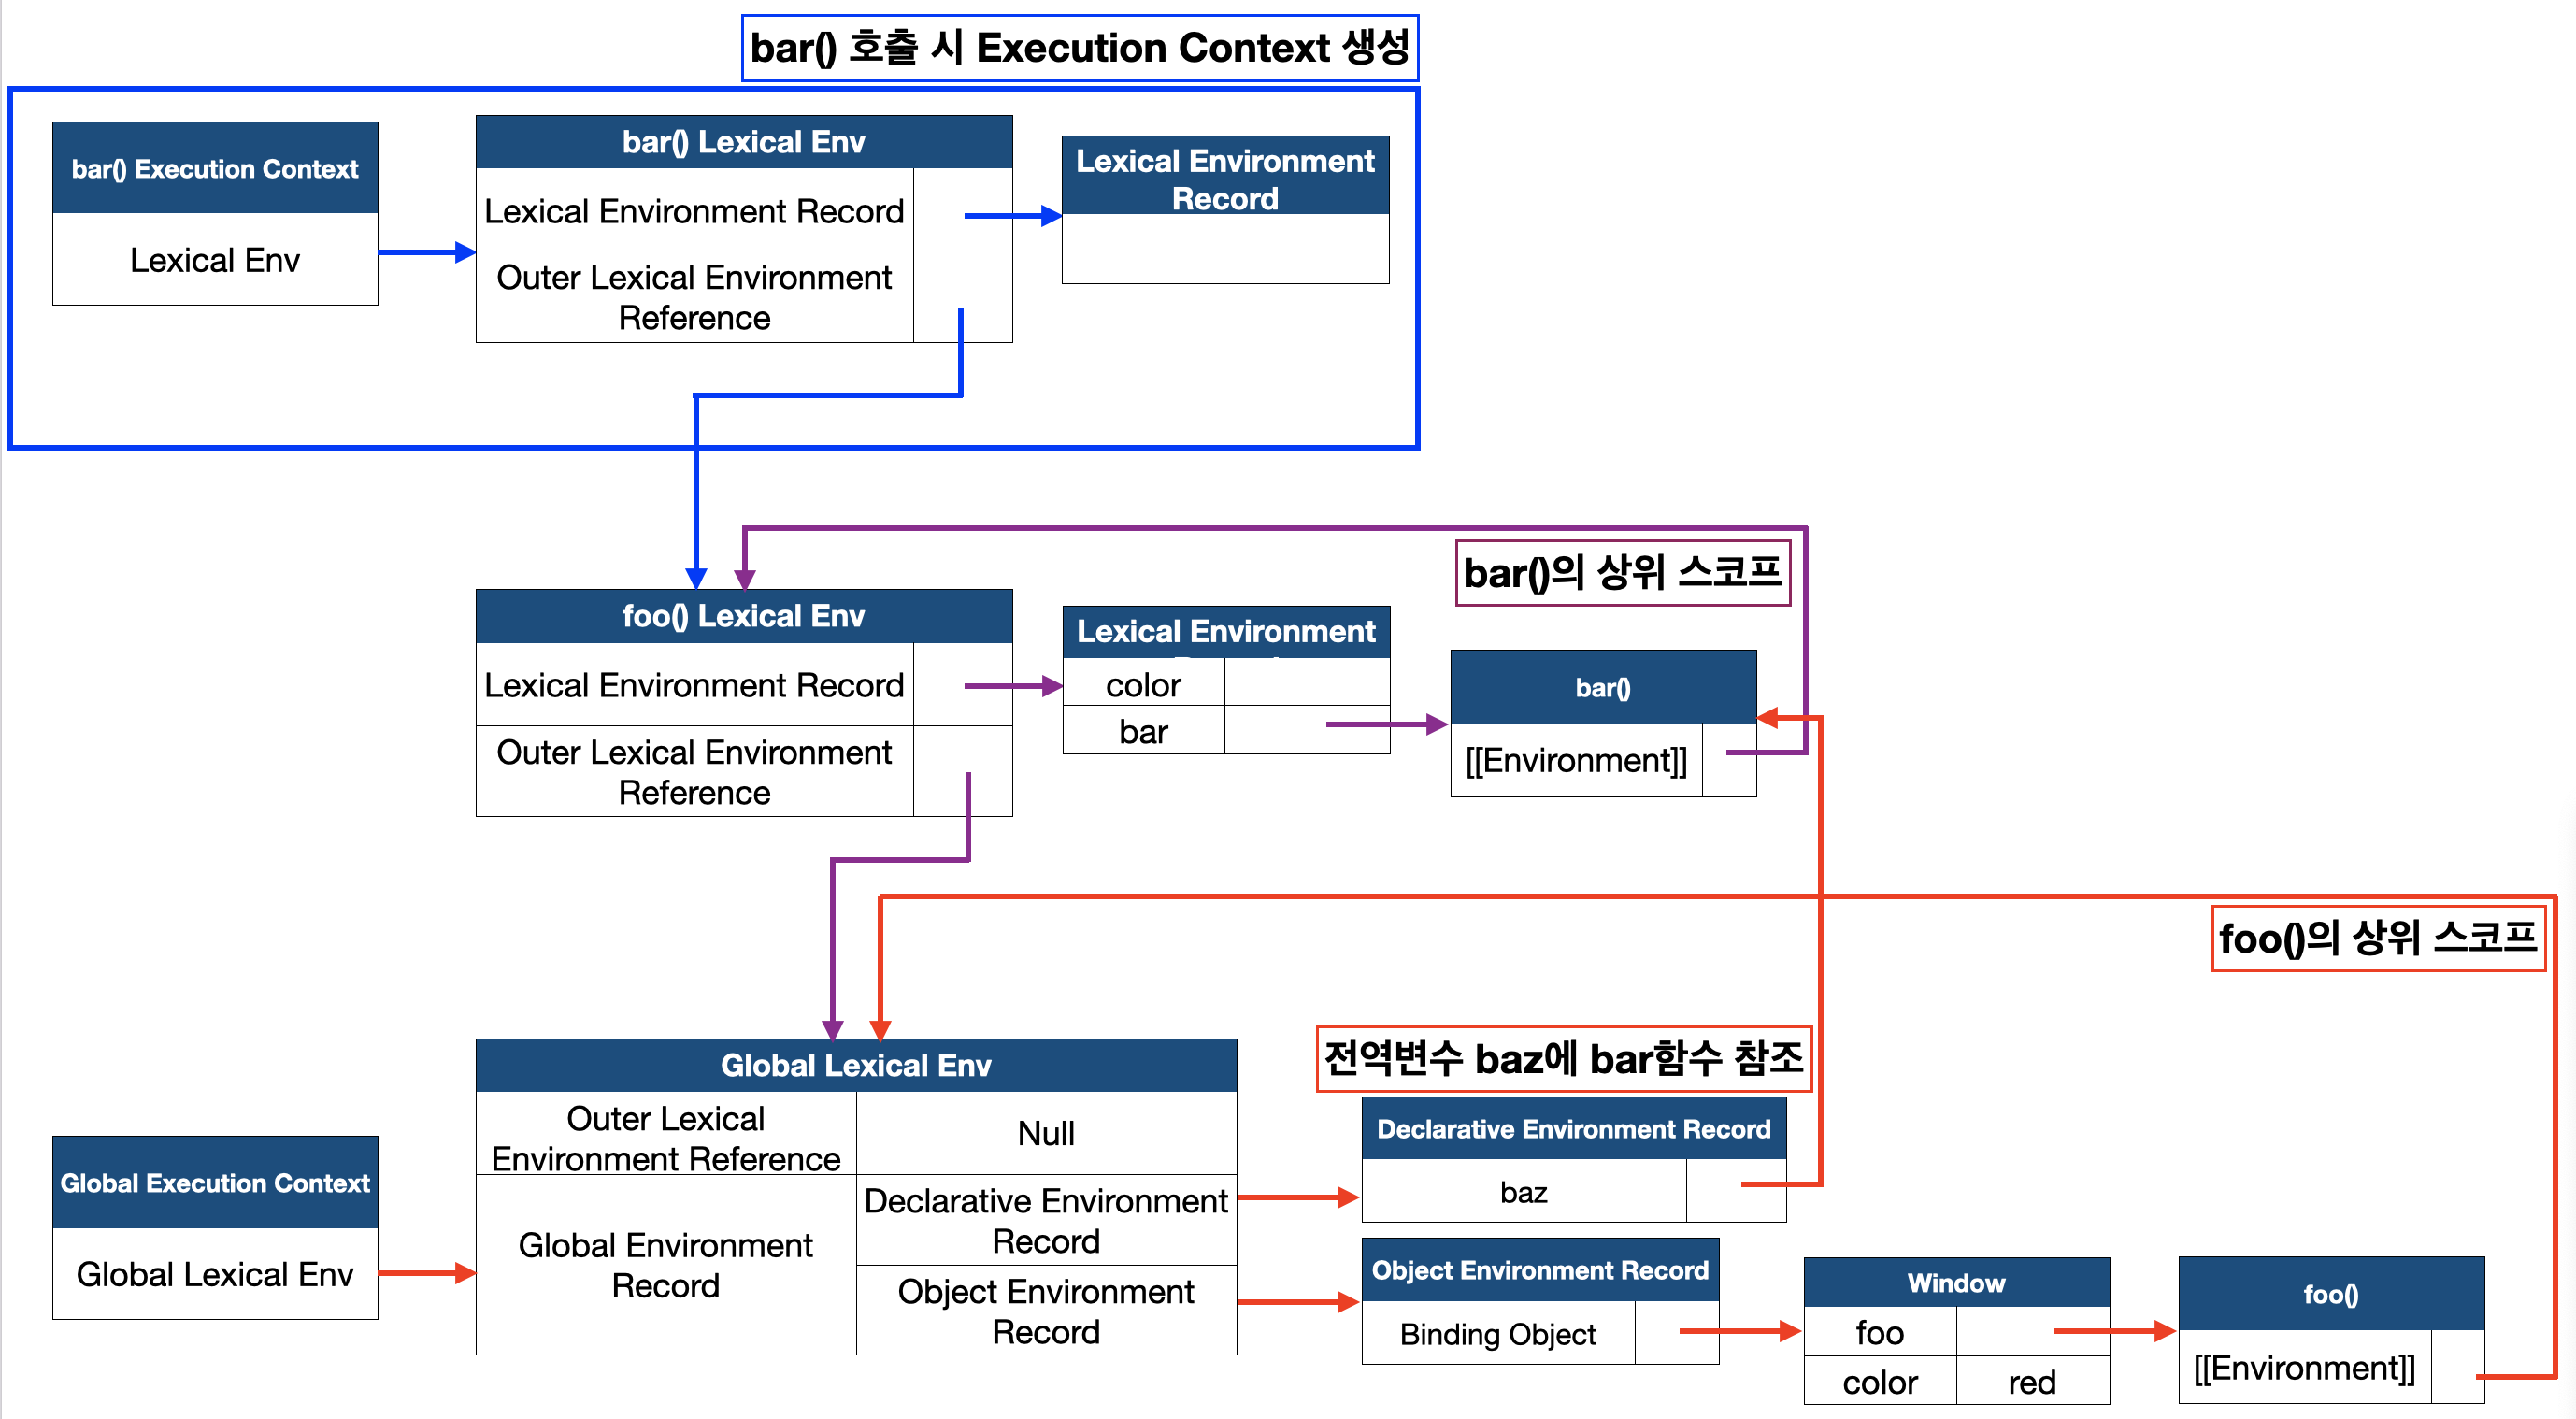 bar() 호출 시 Execution Context 생성
bar() Execution Context
Lexical Env
bar() Lexical Env
Lexical Environment Record
Outer Lexical Environment
Reference
Lexical Environment
Record
bar()의 상위 스코프
foo() Lexical Env
Lexical Environment Record
Outer Lexical Environment
Reference
Lexical Environment
color
bar
bar()
[[Environment]]
foo()의 상위 스코프
전역변수 baz에 bar함수 참조
Global Execution Context
Global Lexical Env
Global Lexical Env
Outer Lexical
Environment Reference
Null
Global Environment
Record
Declarative Environment
Record
Object Environment
Record
Declarative Environment Record
baz
Object Environment Record
Binding Object
Window
foo
color
red
foo()
[[Environment]]